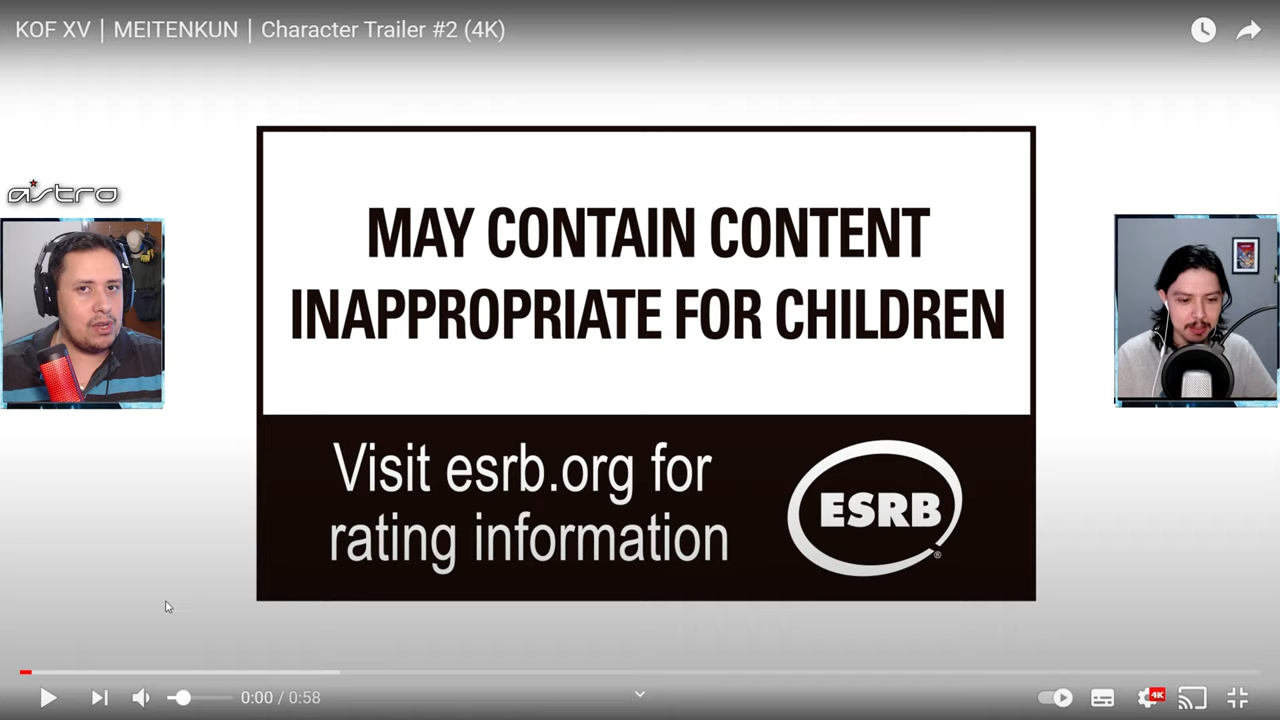 KOF XV | MEITENKUN | Character Trailer #2 (4K)
astro
MAY CONTAIN CONTENT
INAPPROPRIATE FOR CHILDREN
Visit esrb.org for
rating information
ESRB
®
0:00 / 0:58
4K